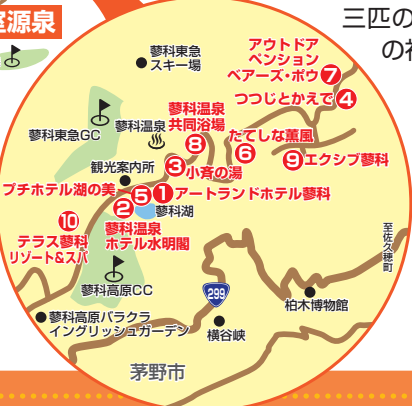 室源泉
三匹の
の礻
アウトドア
ペンション
ベアーズ・ポウ
7
つつじとかえで
4
蓼科東急
スキー場
蓼科東急GC
蓼科温泉
蓼科温泉
共同浴場
8
たてしな薫風
6
9
エクシブ蓼科
3
小斉の湯
観光案内所
プチホテル湖の美
5
1
アートランドホテル蓼科
2
蓼科湖
蓼科温泉
ホテル水明閣
10
テラス蓼科
リゾート&スパ
蓼科高原CC
至佐久穂町
299
柏木博物館
蓼科高原バラクラ
イングリッシュガーデン
横谷峡
茅野市